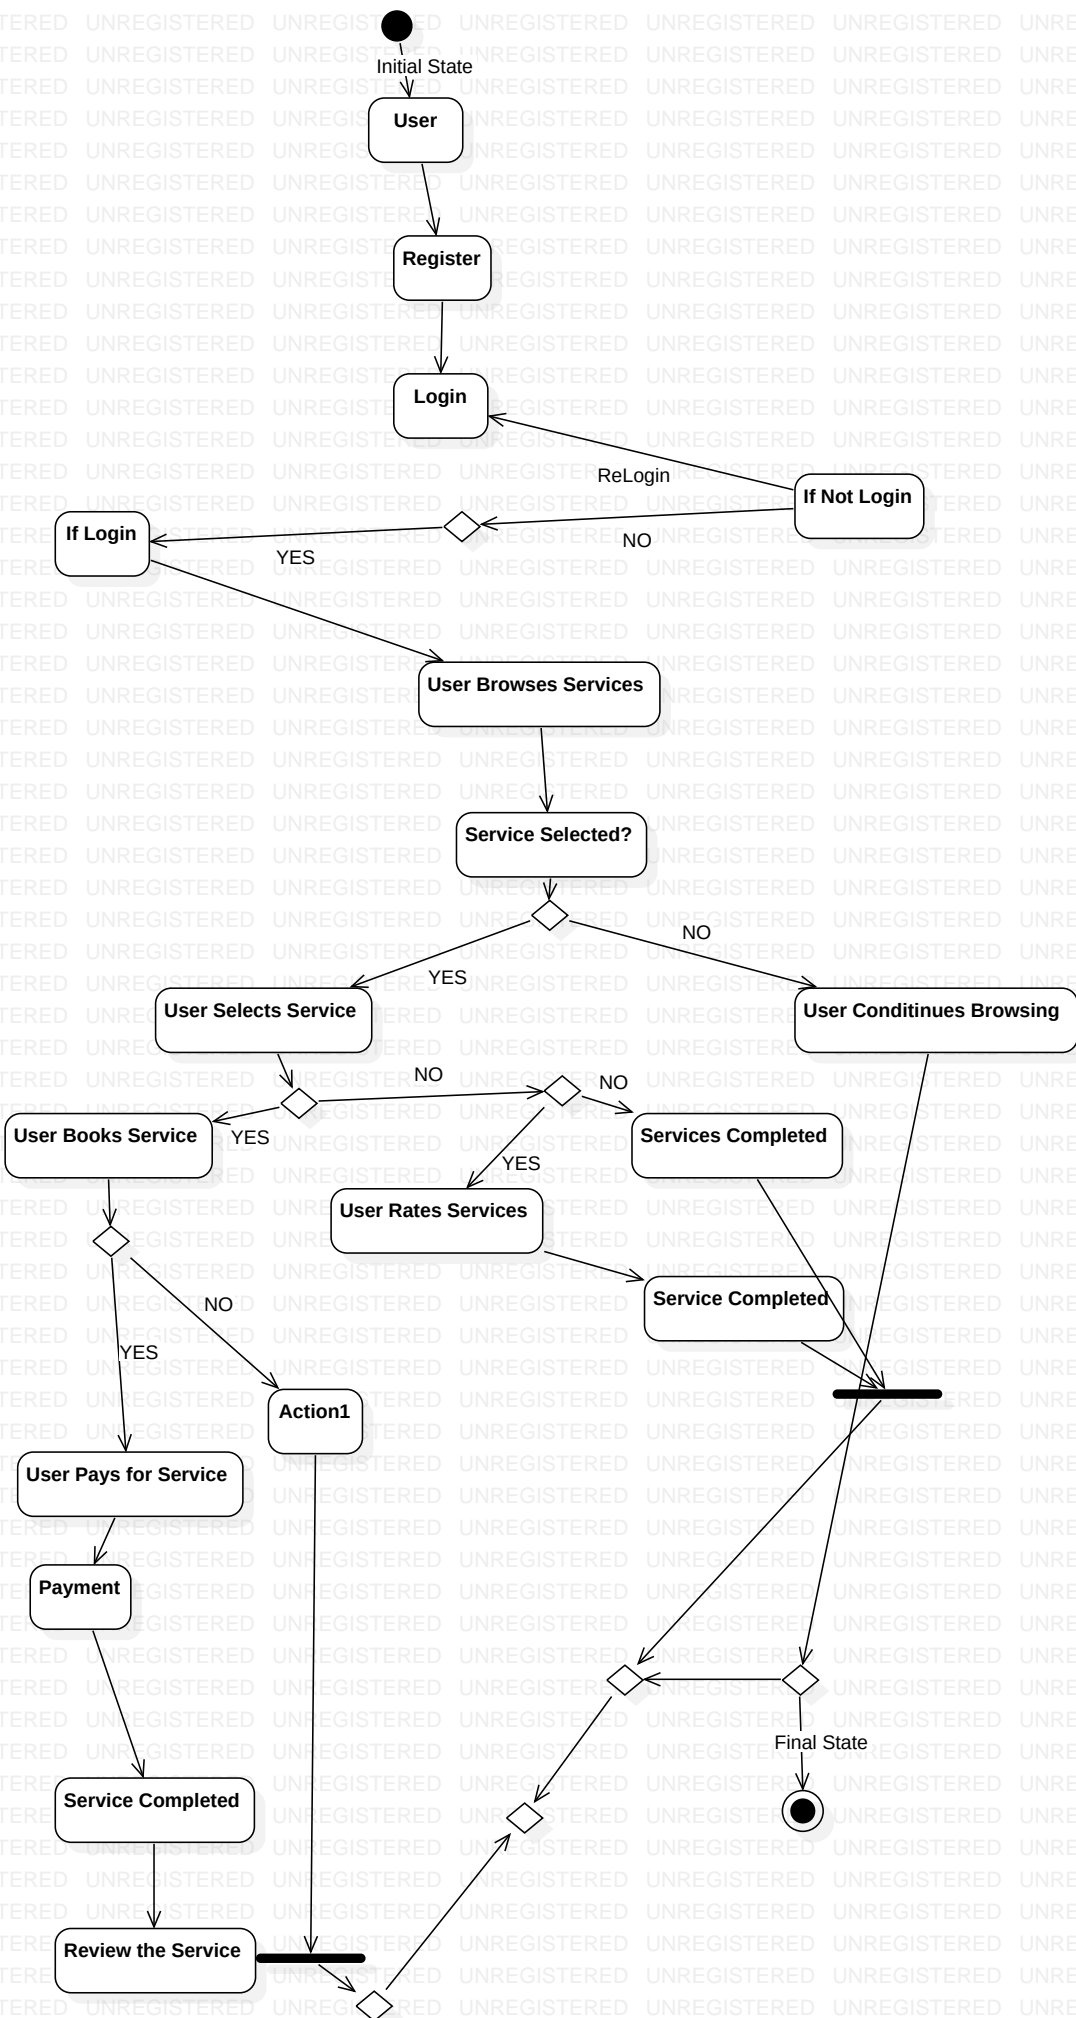 Initial State
User
Register
Login
ReLogin
If Not Login
If Login
NO
YES
User Browses Services
Service Selected?
NO
YES
User Selects Service
User Conditinues Browsing
NO
NO
User Books Service
YES
Services Completed
YES
User Rates Services
NO
Service Completed
YES
Action1
User Pays for Service
Payment
Final State
Service Completed
Review the Service
UNREGISTERED